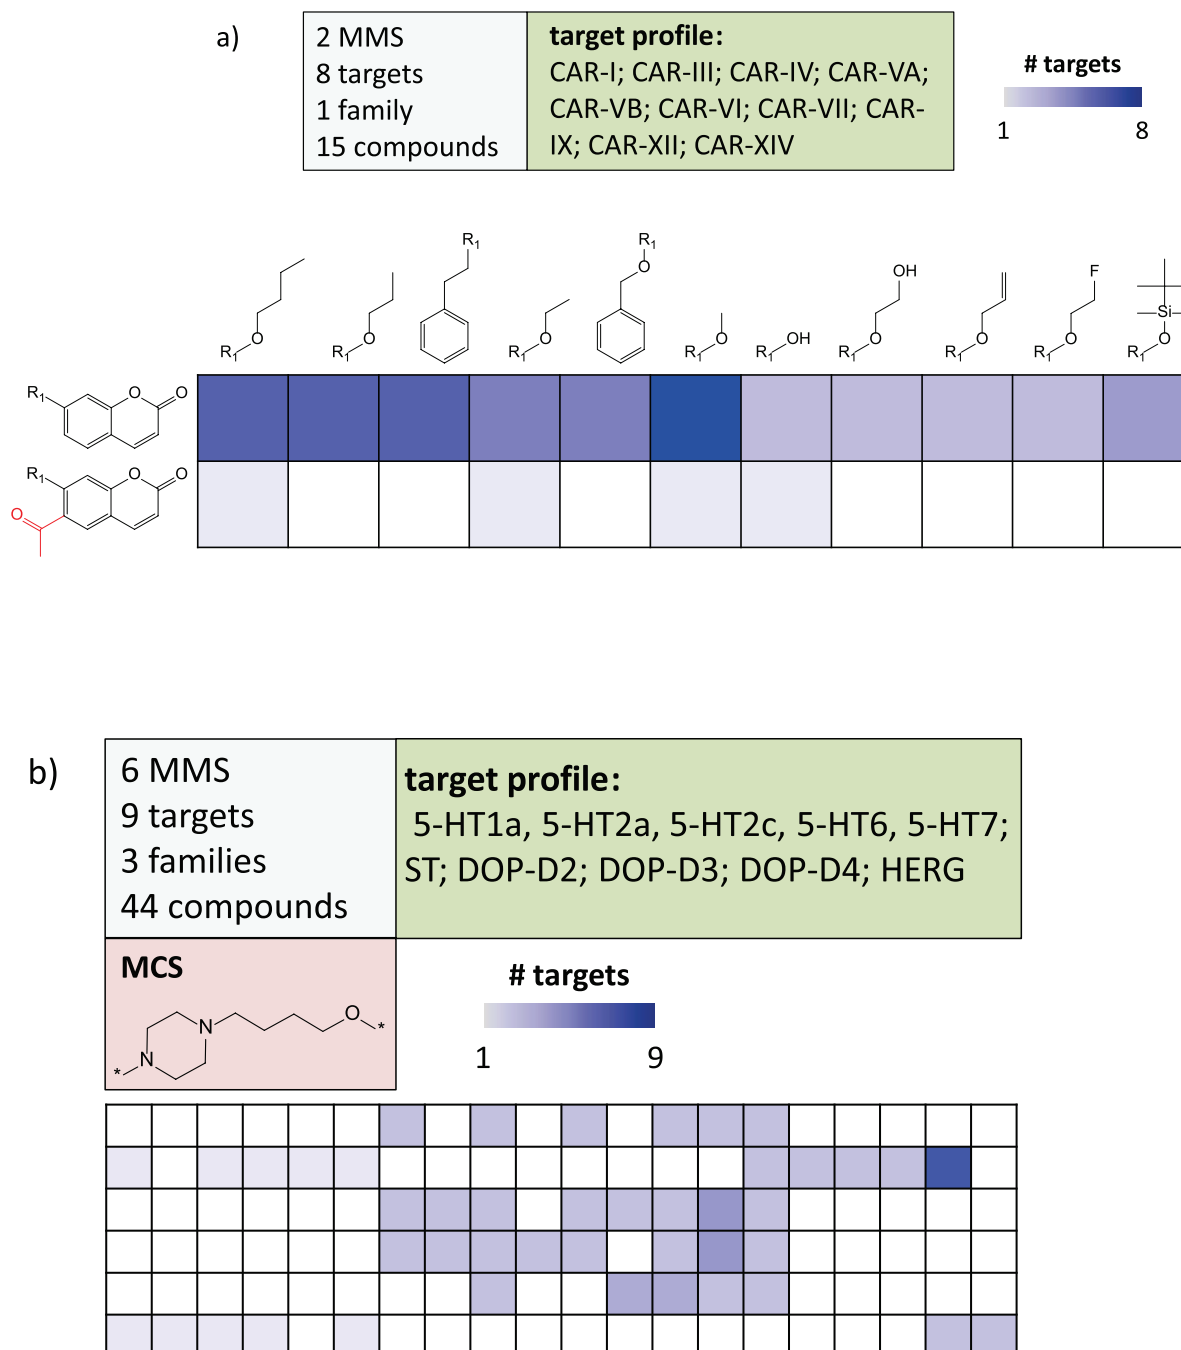 a)
2 MMS
8 targets
1 family
15 compounds
target profile:
CAR-I; CAR-III; CAR-IV; CAR-VA;
CAR-VB; CAR-VI; CAR-VII; CAR-
IX; CAR-XII; CAR-XIV
# targets
1 8
R1 O
R1 O
R1
R1 O
R1 O
R1 O
R1 OH
OH O R1
O R1
F O R1
Si O R1
R1 O O
R1 O O O
b)
6 MMS
9 targets
3 families
44 compounds
target profile:
5-HT1a, 5-HT2a, 5-HT2c, 5-HT6, 5-HT7;
ST; DOP-D2; DOP-D3; DOP-D4; HERG
MCS
N N O * *
# targets
1 9